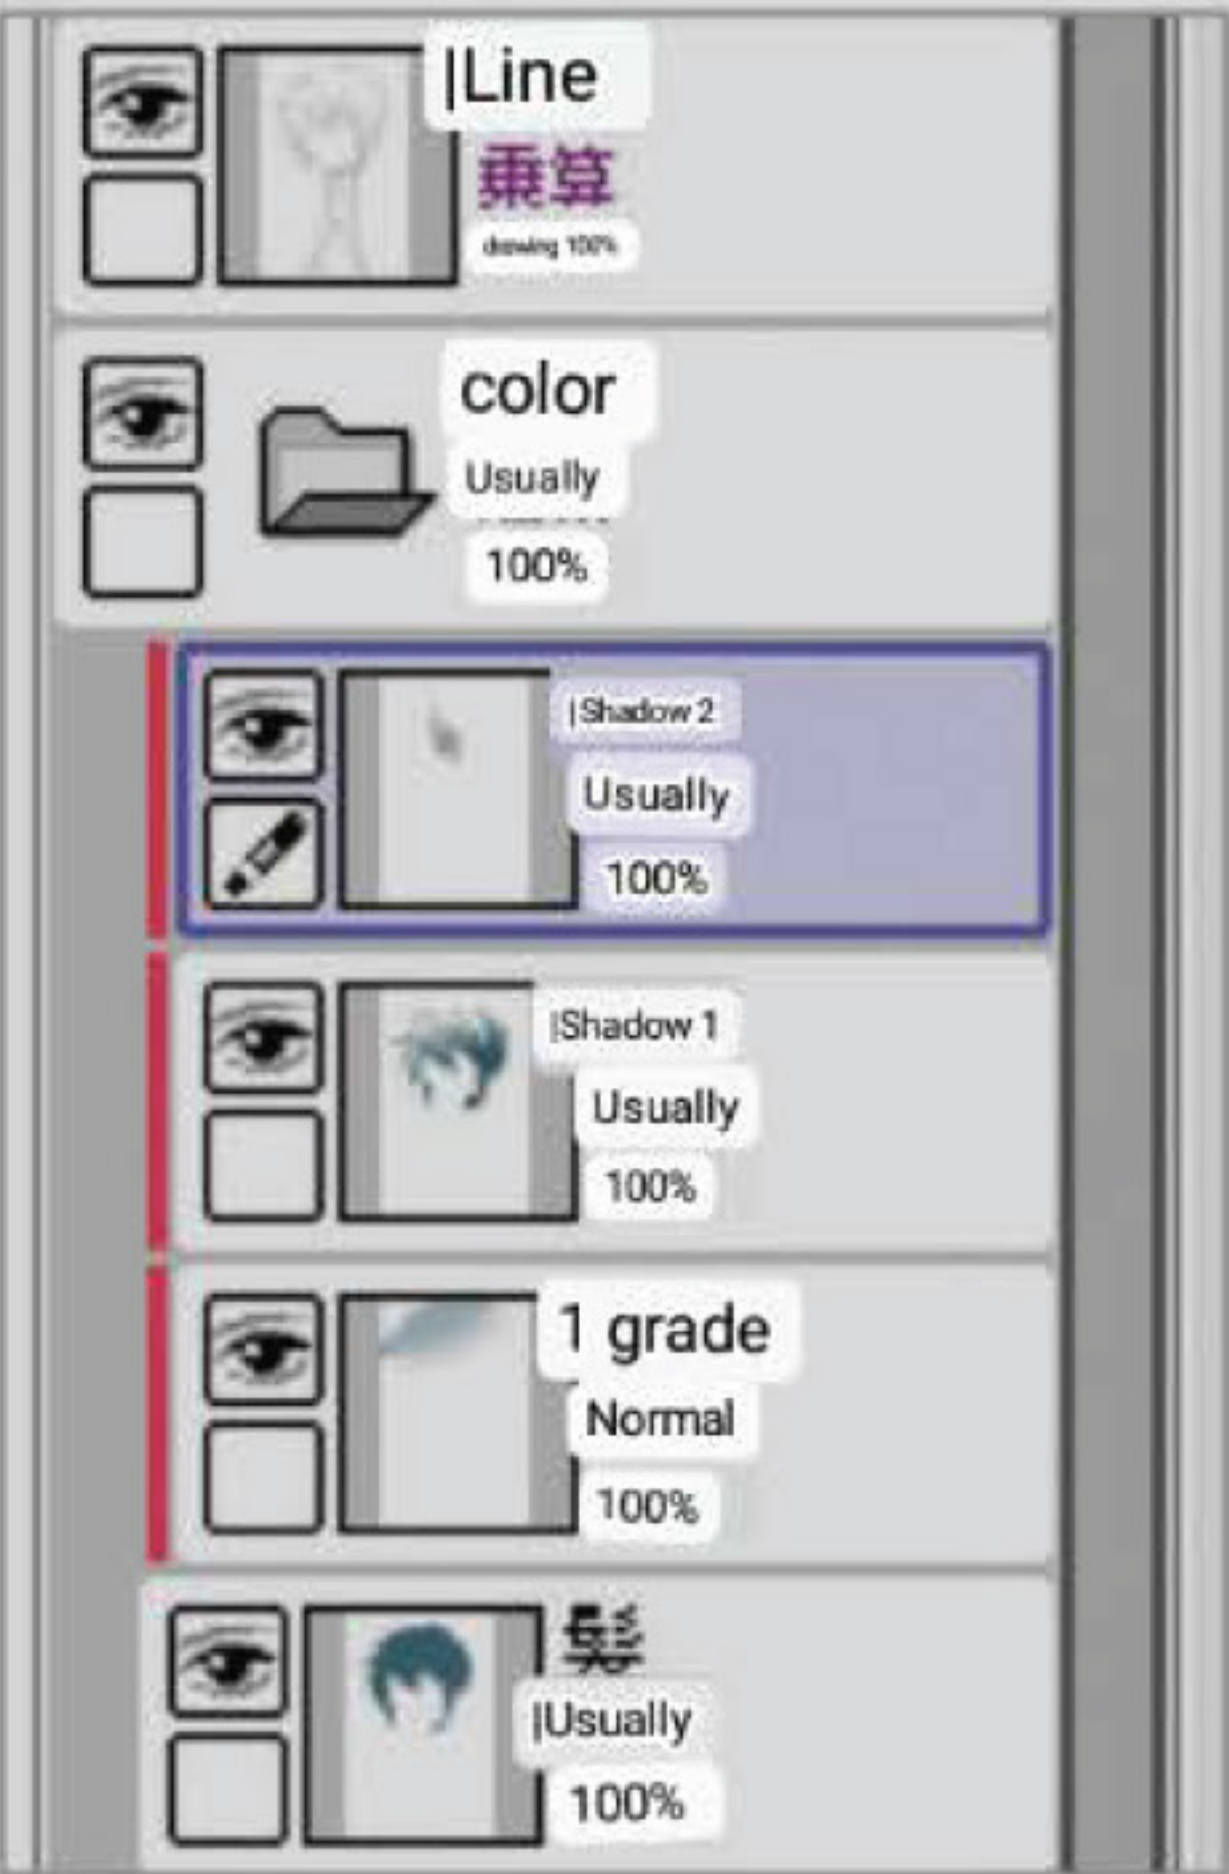 |Line
乗算
drawing 100%
color
Usually
100%
|Shadow 2
Usually
100%
|Shadow 1
Usually
100%
1 grade
Normal
100%
髪
|Usually
100%